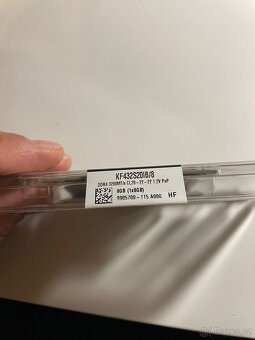 KF432S20IB/8
DDR4 3200MT/s CL20-22-22 1.2V PnP
8GB (1x8GB)
9905700-115.A00G HF